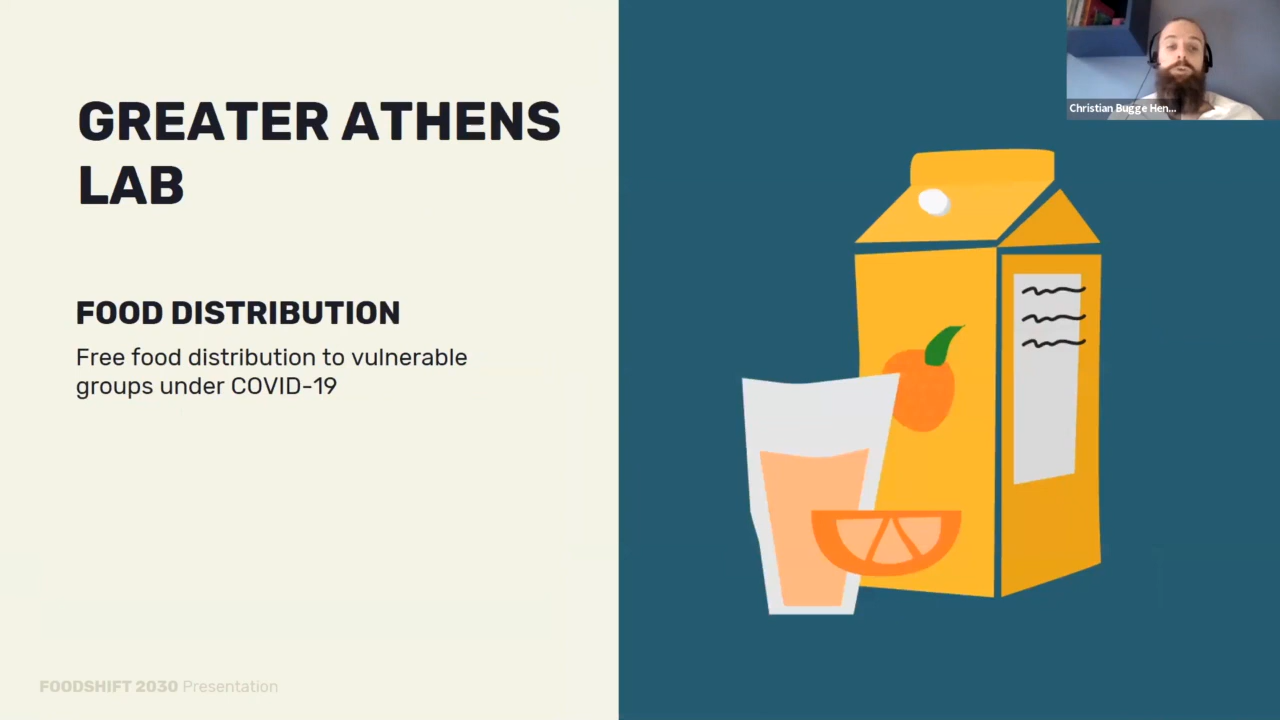 GREATER ATHENS
LAB
FOOD DISTRIBUTION
Free food distribution to vulnerable
groups under COVID-19
FOODSHIFT 2030 Presentation
Christian Bugge Hen...